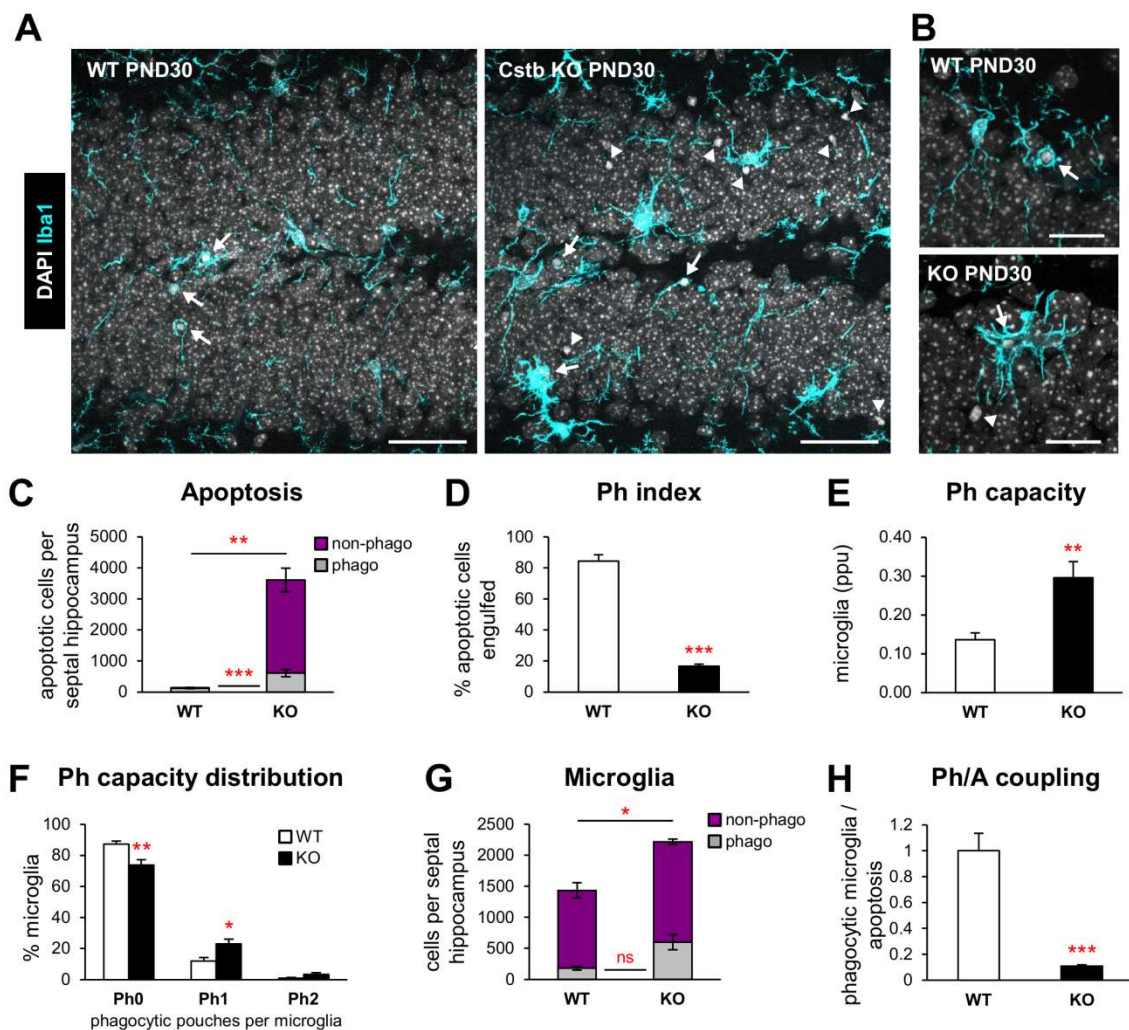 A
WT PND30
Cstb KO PND30
DAPI Iba1
B
WT PND30
KO PND30
C
Apoptosis
apoptotic cells per
septal hippocampus
5000
4000
3000
2000
1000
0
**
***
non-phago
phago
WT
KO
D
Ph index
% apoptotic cells
engulfed
100
80
60
40
20
0
***
WT
KO
E
Ph capacity
microglia (ppu)
0.40
0.30
0.20
0.10
0.00
**
WT
KO
F
Ph capacity distribution
% microglia
100
80
60
40
20
0
**
*
WT
KO
Ph0
Ph1
Ph2
phagocytic pouches per microglia
G
Microglia
cells per septal
hippocampus
2500
2000
1500
1000
500
0
*
ns
non-phago
phago
WT
KO
H
Ph/A coupling
phagocytic microglia /
apoptosis
1.2
1
0.8
0.6
0.4
0.2
0
***
WT
KO